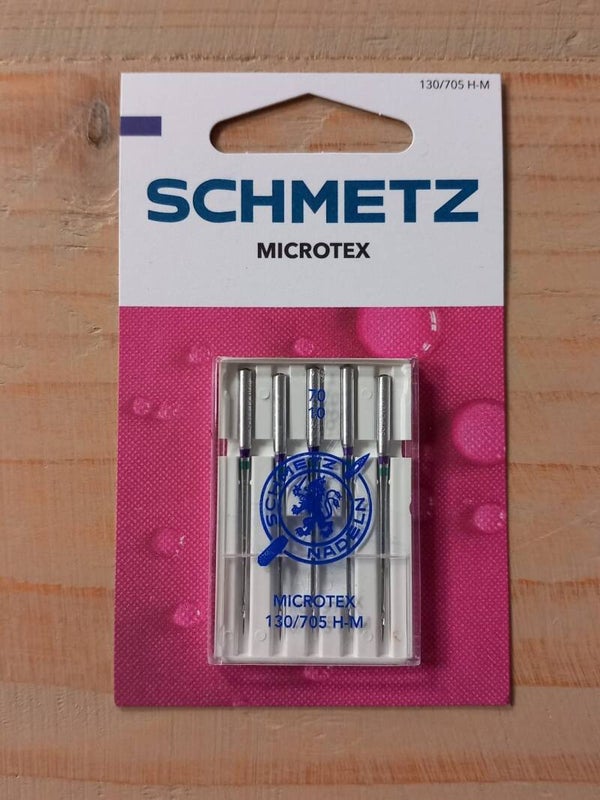 130/705 H-M
SCHMETZ
MICROTEX
70
10
SCHMETZ
NADELN
MICROTEX
130/705 H-M